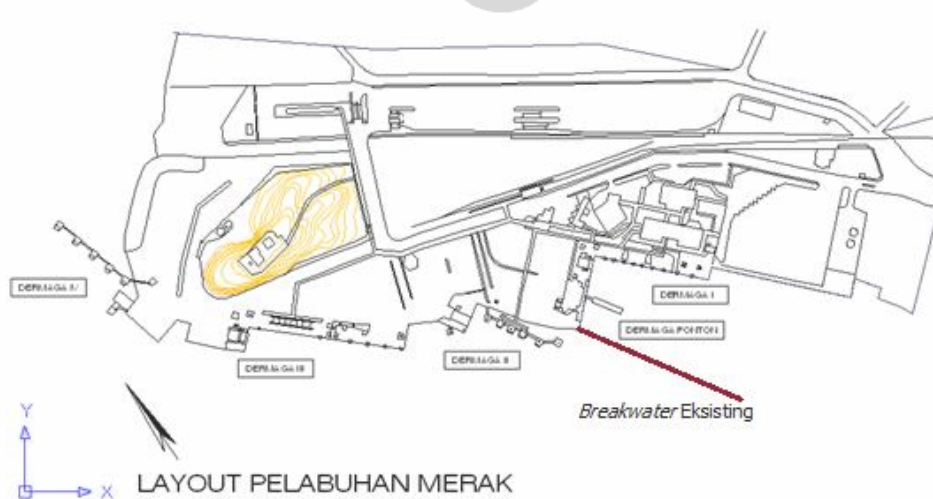 DERMAGA I
DERMAGA PONTON
DERMAGA II
DERMAGA III
Breakwater Eksisting
Y
X
LAYOUT PELABUHAN MERAK